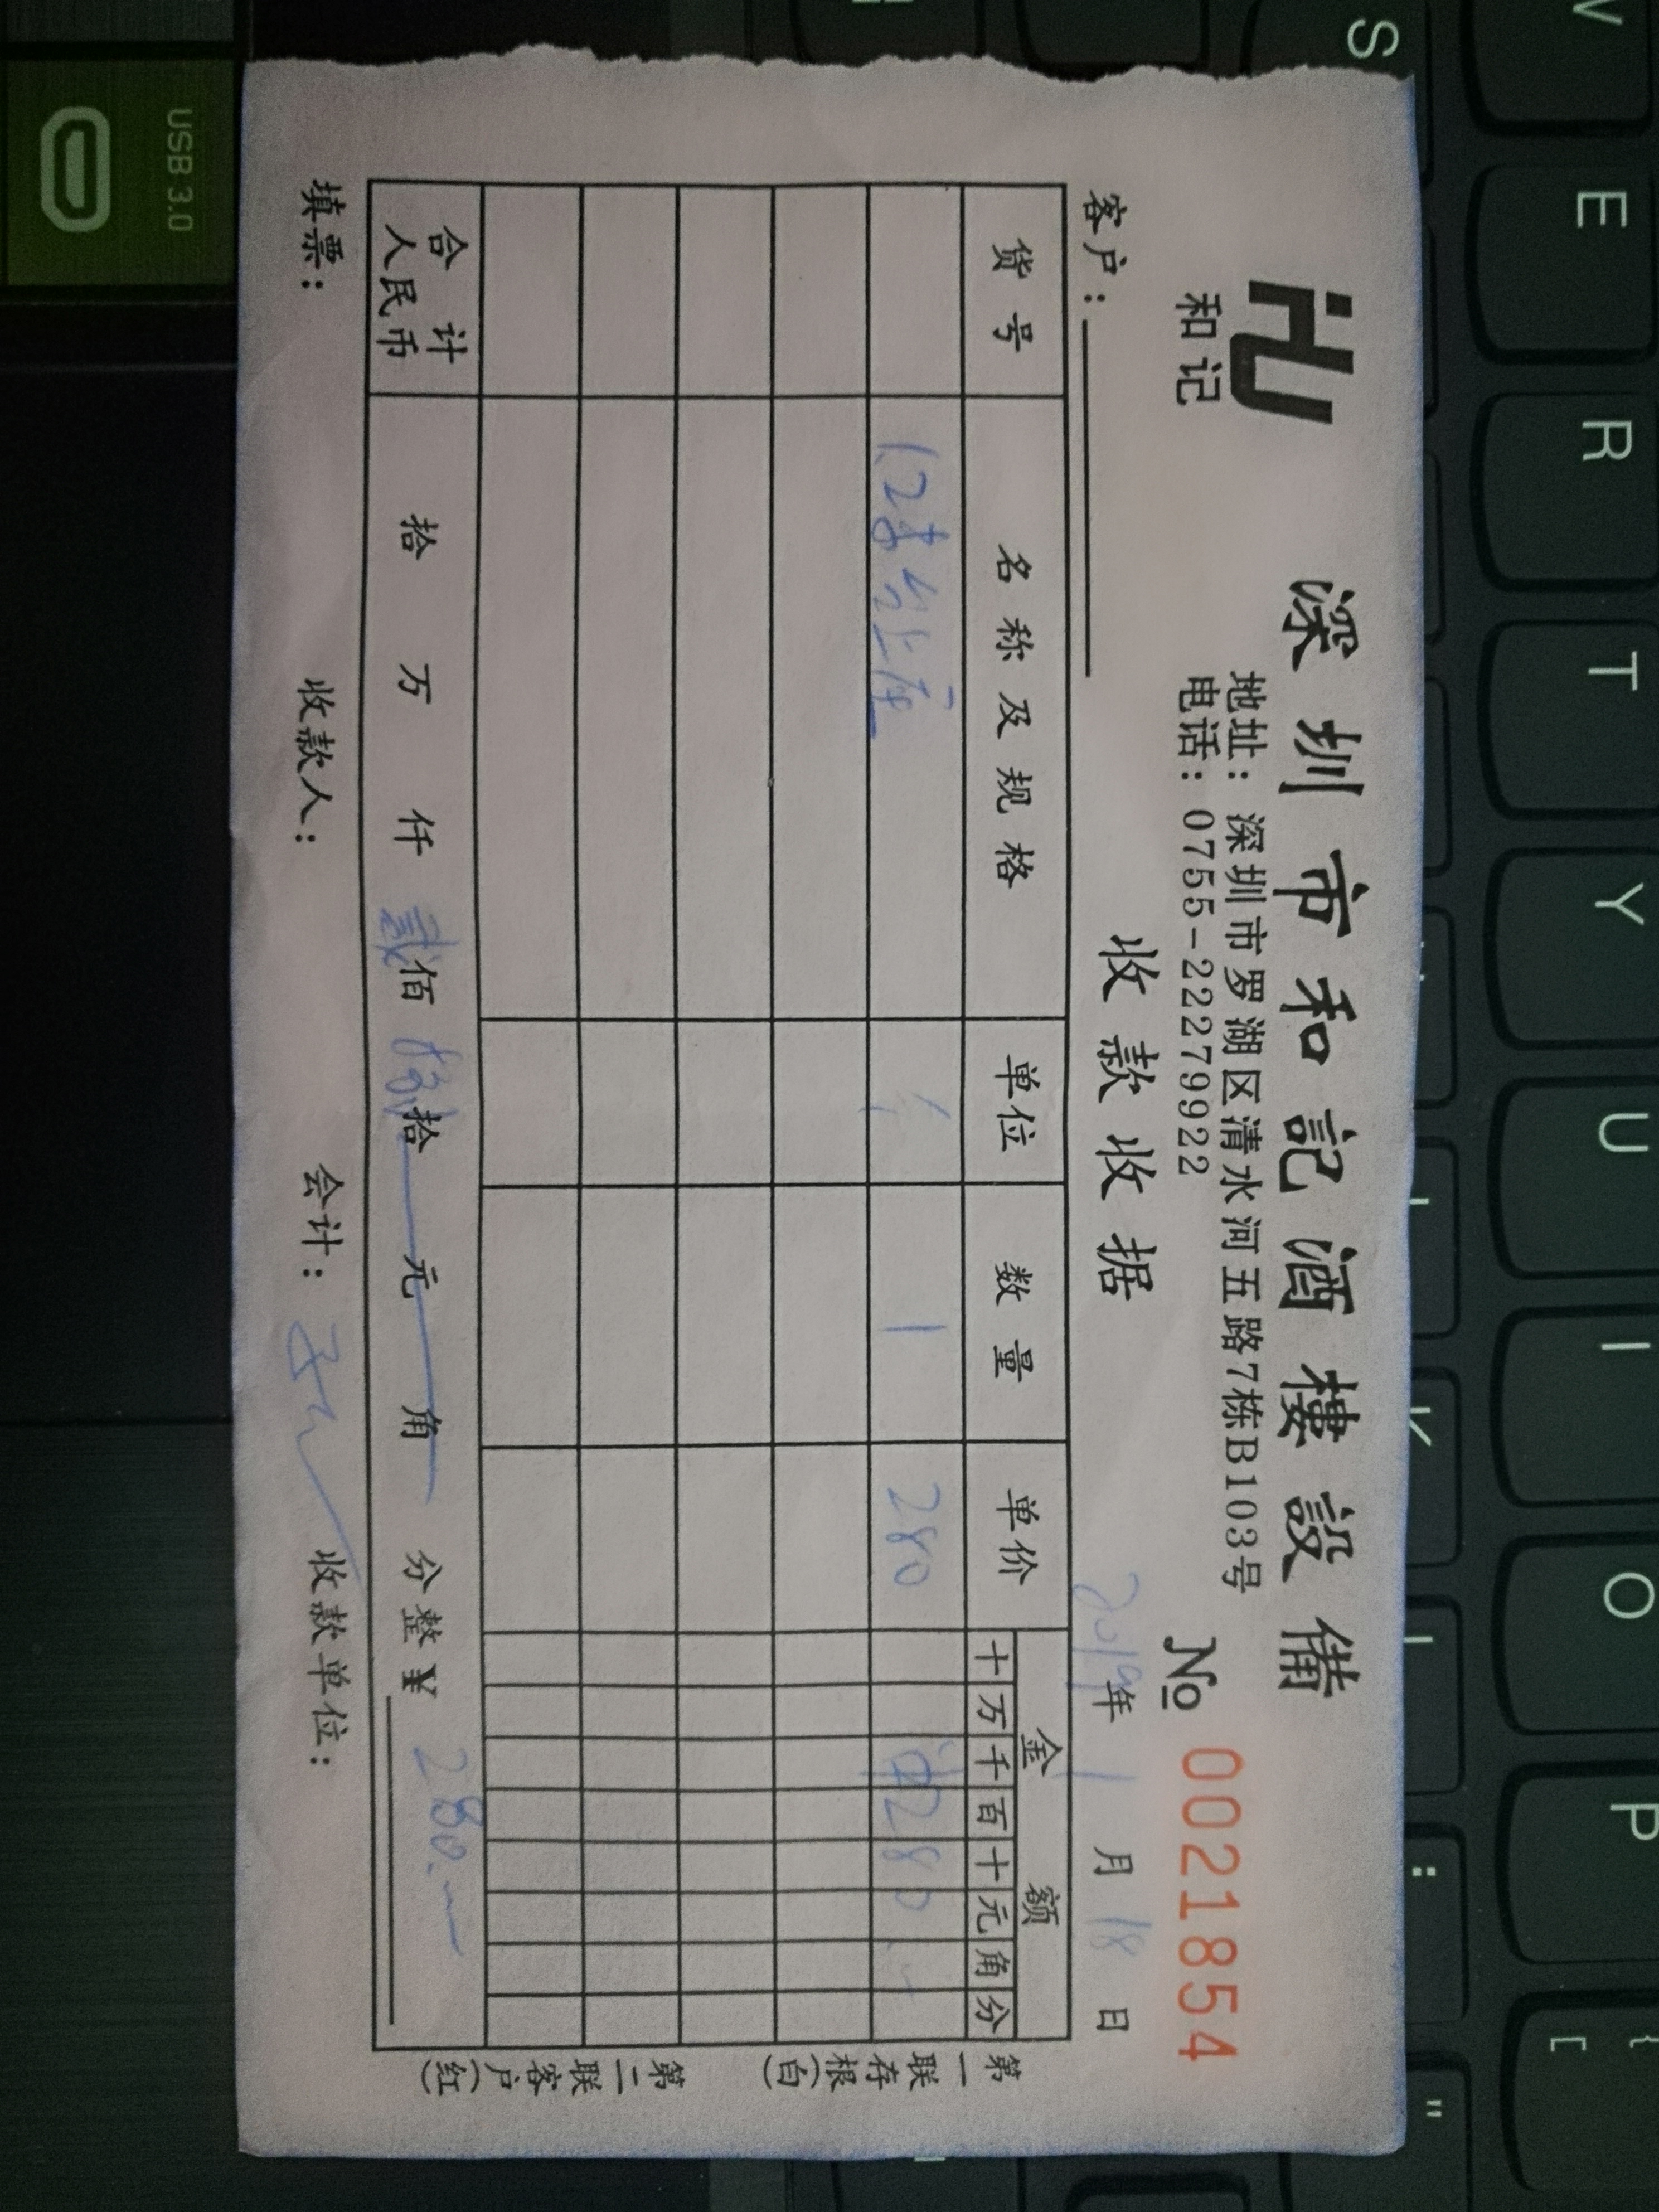 W E R T Y U I O P { [
S K L : "
HJ
和记
深圳市和記酒樓設備
地址：深圳市罗湖区清水河五路7栋B103号
电话：0755-22279922
№ 0021854
收款收据
客户：
2019年 1月 18日
货号 名称及规格 单位 数量 单价 金额
十 万 千 百 十 元 角 分
1.2 台上 个 1 280 ¥280.-
合计
人民币
拾 万 仟 贰佰 捌拾 元 角 分整 ¥ 280.-
填票： 收款人： 会计： 收款单位：
第一联存根(白)
第二联客户(红)
USB 3.0